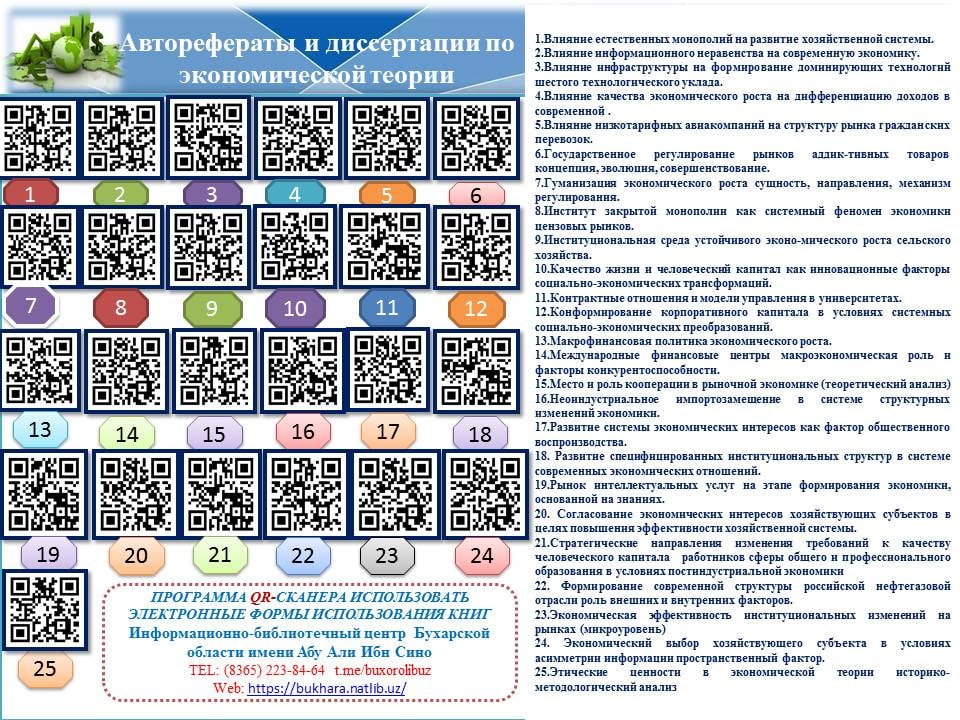 Авторефераты и диссертации по
экономической теории
1
2
3
4
5
6
7
8
9
10
11
12
13
14
15
16
17
18
19
20
21
22
23
24
25
ПРОГРАММА QR-СКАНЕРА ИСПОЛЬЗОВАТЬ
ЭЛЕКТРОННЫЕ ФОРМЫ ИСПОЛЬЗОВАНИЯ КНИГ
Информационно-библиотечный центр Бухарской
области имени Абу Али Ибн Сино
TEL: (8365) 223-84-64 t.me/buxorolibuz
Web: https://bukhara.natlib.uz/
1.Влияние естественных монополий на развитие хозяйственной системы.
2.Влияние информационного неравенства на современную экономику.
3.Влияние инфраструктуры на формирование доминирующих технологий
шестого технологического уклада.
4.Влияние качества экономического роста на дифференциацию доходов в
современной .
5.Влияние низкотарифных авиакомпаний на структуру рынка гражданских
перевозок.
6.Государственное регулирование рынков аддик-тивных товаров
концепция, эволюция, совершенствование.
7.Гуманизация экономического роста сущность, направления, механизм
регулирования.
8.Институт закрытой монополии как системный феномен экономики
цензовых рынков.
9.Институциональная среда устойчивого эконо-мического роста сельского
хозяйства.
10.Качество жизни и человеческий капитал как инновационные факторы
социально-экономических трансформаций.
11.Контрактные отношения и модели управления в университетах.
12.Конформирование корпоративного капитала в условиях системных
социально-экономических преобразований.
13.Макрофинансовая политика экономического роста.
14.Международные финансовые центры макроэкономическая роль и
факторы конкурентоспособности.
15.Место и роль кооперации в рыночной экономике (теоретический анализ)
16.Неоиндустриальное импортозамещение в системе структурных
изменений экономики.
17.Развитие системы экономических интересов как фактор общественного
воспроизводства.
18. Развитие специфицированных институциональных структур в системе
современных экономических отношений.
19.Рынок интеллектуальных услуг на этапе формирования экономики,
основанной на знаниях.
20. Согласование экономических интересов хозяйствующих субъектов в
целях повышения эффективности хозяйственной системы.
21.Стратегические направления изменения требований к качеству
человеческого капитала работников сферы общего и профессионального
образования в условиях постиндустриальной экономики
22. Формирование современной структуры российской нефтегазовой
отрасли роль внешних и внутренних факторов.
23.Экономическая эффективность институциональных изменений на
рынках (микроуровень)
24. Экономический выбор хозяйствующего субъекта в условиях
асимметрии информации пространственный фактор.
25.Этические ценности в экономической теории историко-
методологический анализ